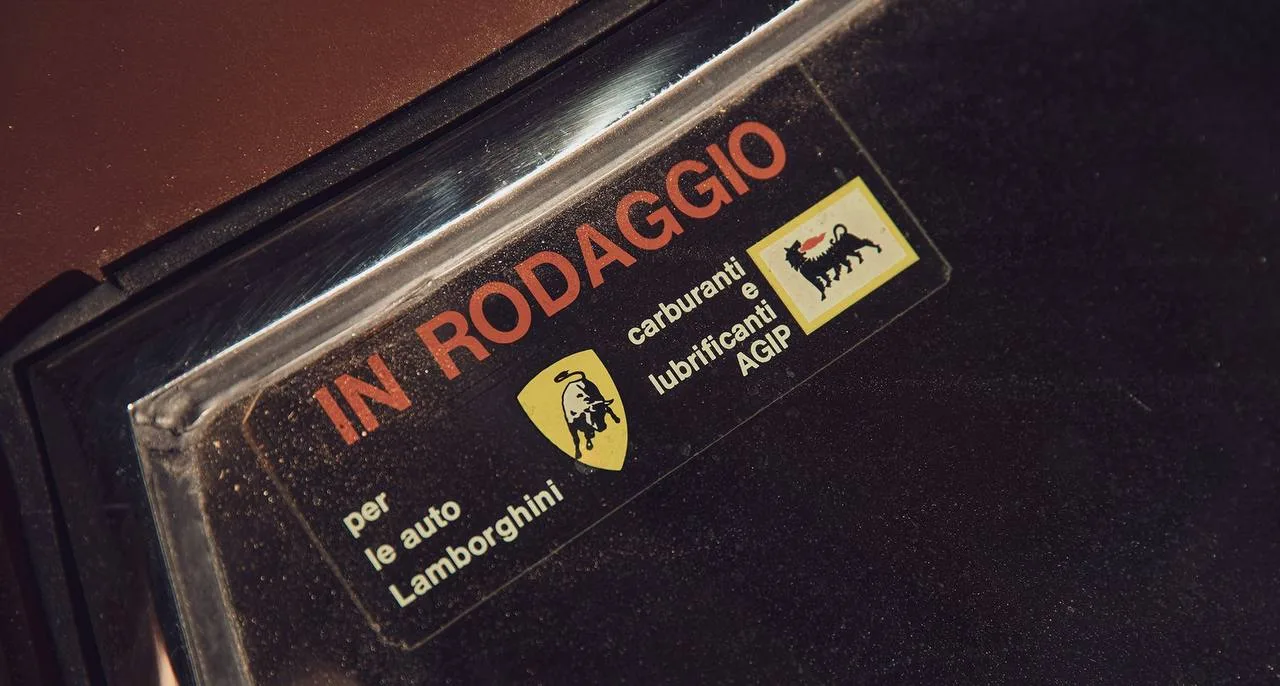 IN RODAGGIO
per
le auto
Lamborghini
carburanti
e
lubrificanti
AGIP